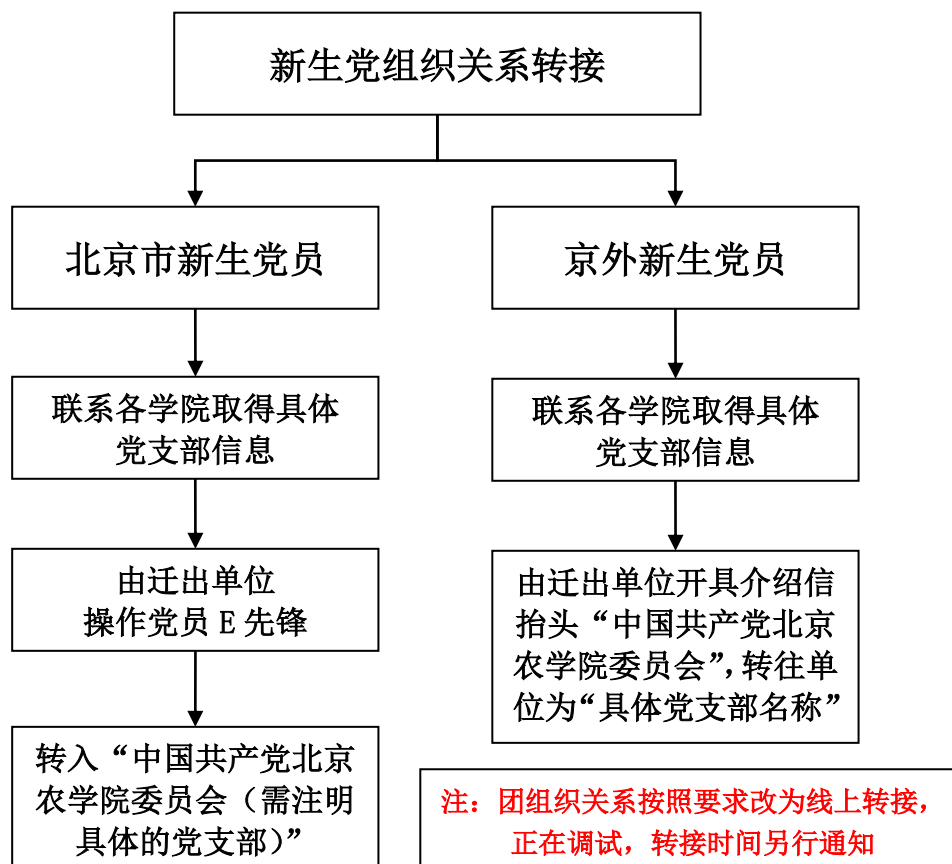 新生党组织关系转接
北京市新生党员
京外新生党员
联系各学院取得具体
党支部信息
联系各学院取得具体
党支部信息
由迁出单位
操作党员 E 先锋
由迁出单位开具介绍信
抬头“中国共产党北京
农学院委员会”,转往单
位为“具体党支部名称”
转入“中国共产党北京
农学院委员会（需注明
具体的党支部）”
注：团组织关系按照要求改为线上转接，
正在调试，转接时间另行通知